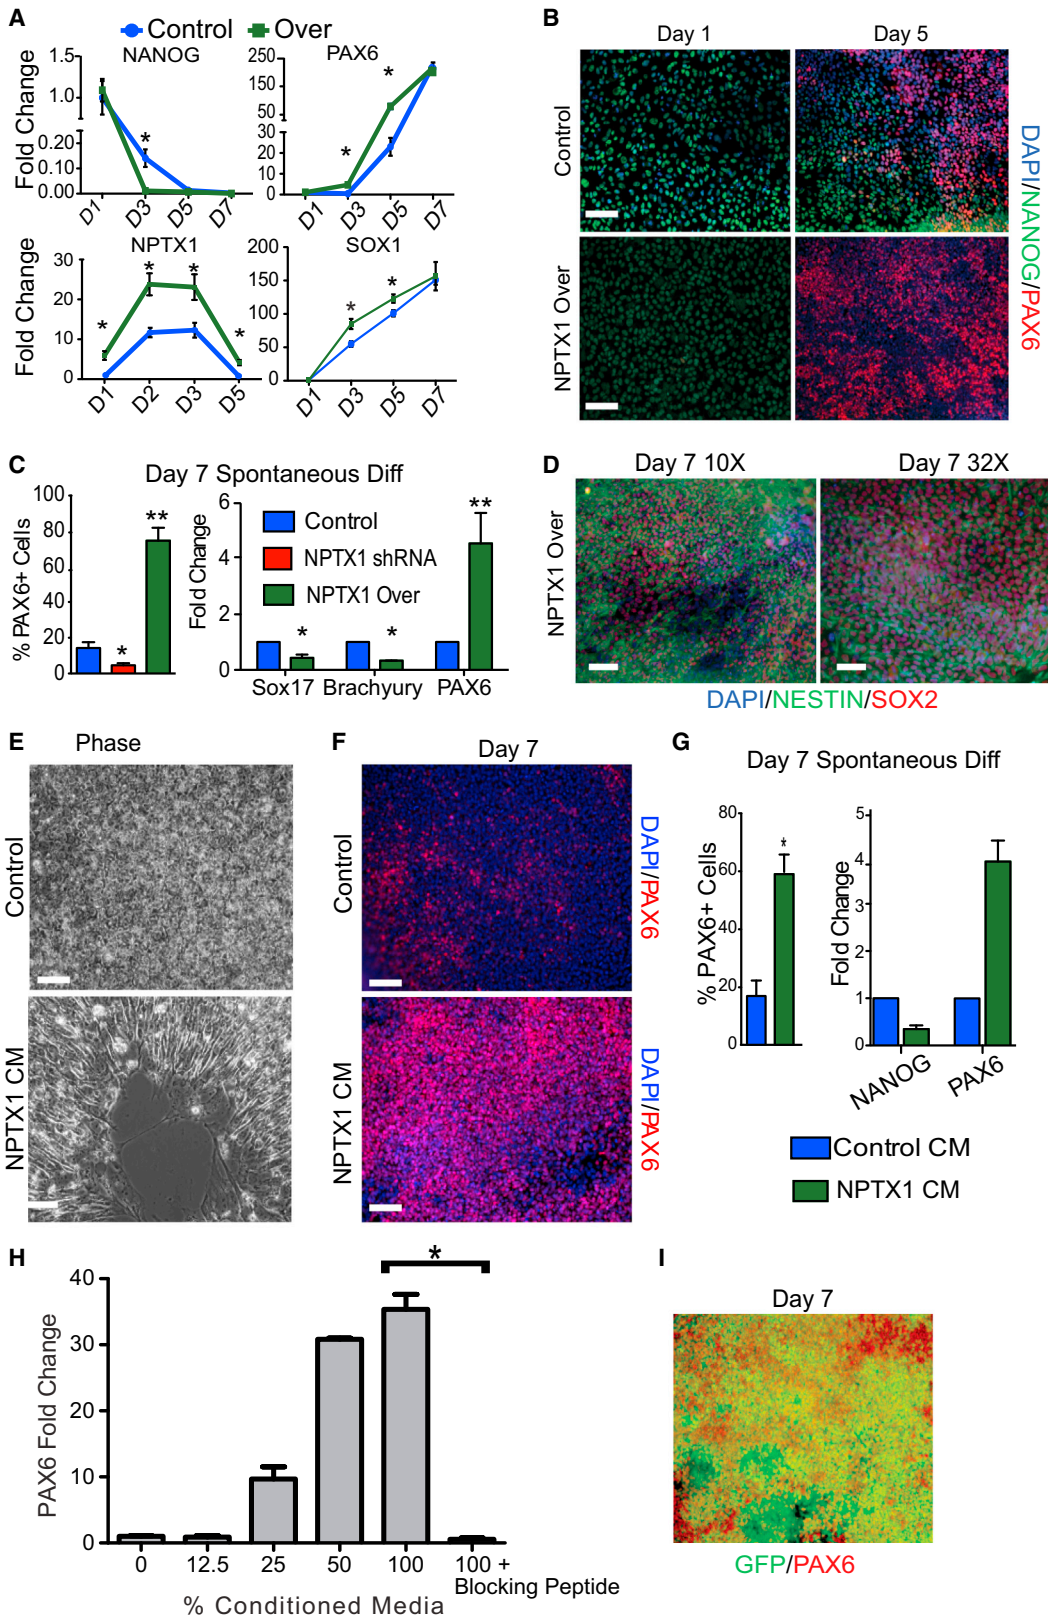 A
Control Over
NANOG
PAX6
Fold Change
1.5
1.0
0.20
0.10
0.00
D1 D3 D5 D7
*
250
150
50
30
20
10
0
D1 D3 D5 D7
* *
NPTX1
SOX1
Fold Change
30
20
10
0
D1 D2 D3 D5
* * * *
200
150
100
50
0
D1 D3 D5 D7
* *
B
Day 1 Day 5
Control
NPTX1 Over
DAPI/NANOG/PAX6
C
Day 7 Spontaneous Diff
% PAX6+ Cells
100
80
60
40
20
0
* **
Fold Change
6
4
2
0
Control
NPTX1 shRNA
NPTX1 Over
* * **
Sox17 Brachyury PAX6
D
Day 7 10X Day 7 32X
NPTX1 Over
DAPI/NESTIN/SOX2
E
Phase
Control
NPTX1 CM
F
Day 7
Control
DAPI/PAX6
NPTX1 CM
DAPI/PAX6
G
Day 7 Spontaneous Diff
% PAX6+ Cells
80
60
40
20
0
*
Fold Change
5
4
3
2
1
0
NANOG PAX6
Control CM
NPTX1 CM
H
PAX6 Fold Change
40
30
20
10
0
*
0 12.5 25 50 100 100 +
Blocking Peptide
% Conditioned Media
I
Day 7
GFP/PAX6